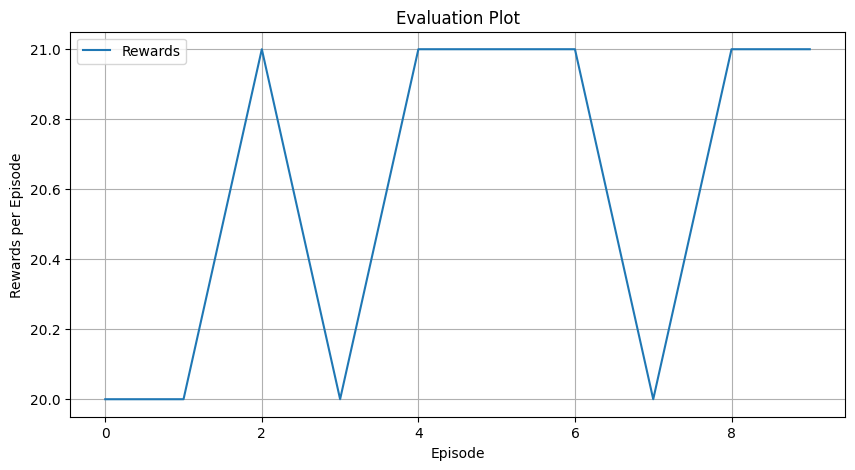 Evaluation Plot
Rewards
Rewards per Episode
21.0
20.8
20.6
20.4
20.2
20.0
0 2 4 6 8
Episode